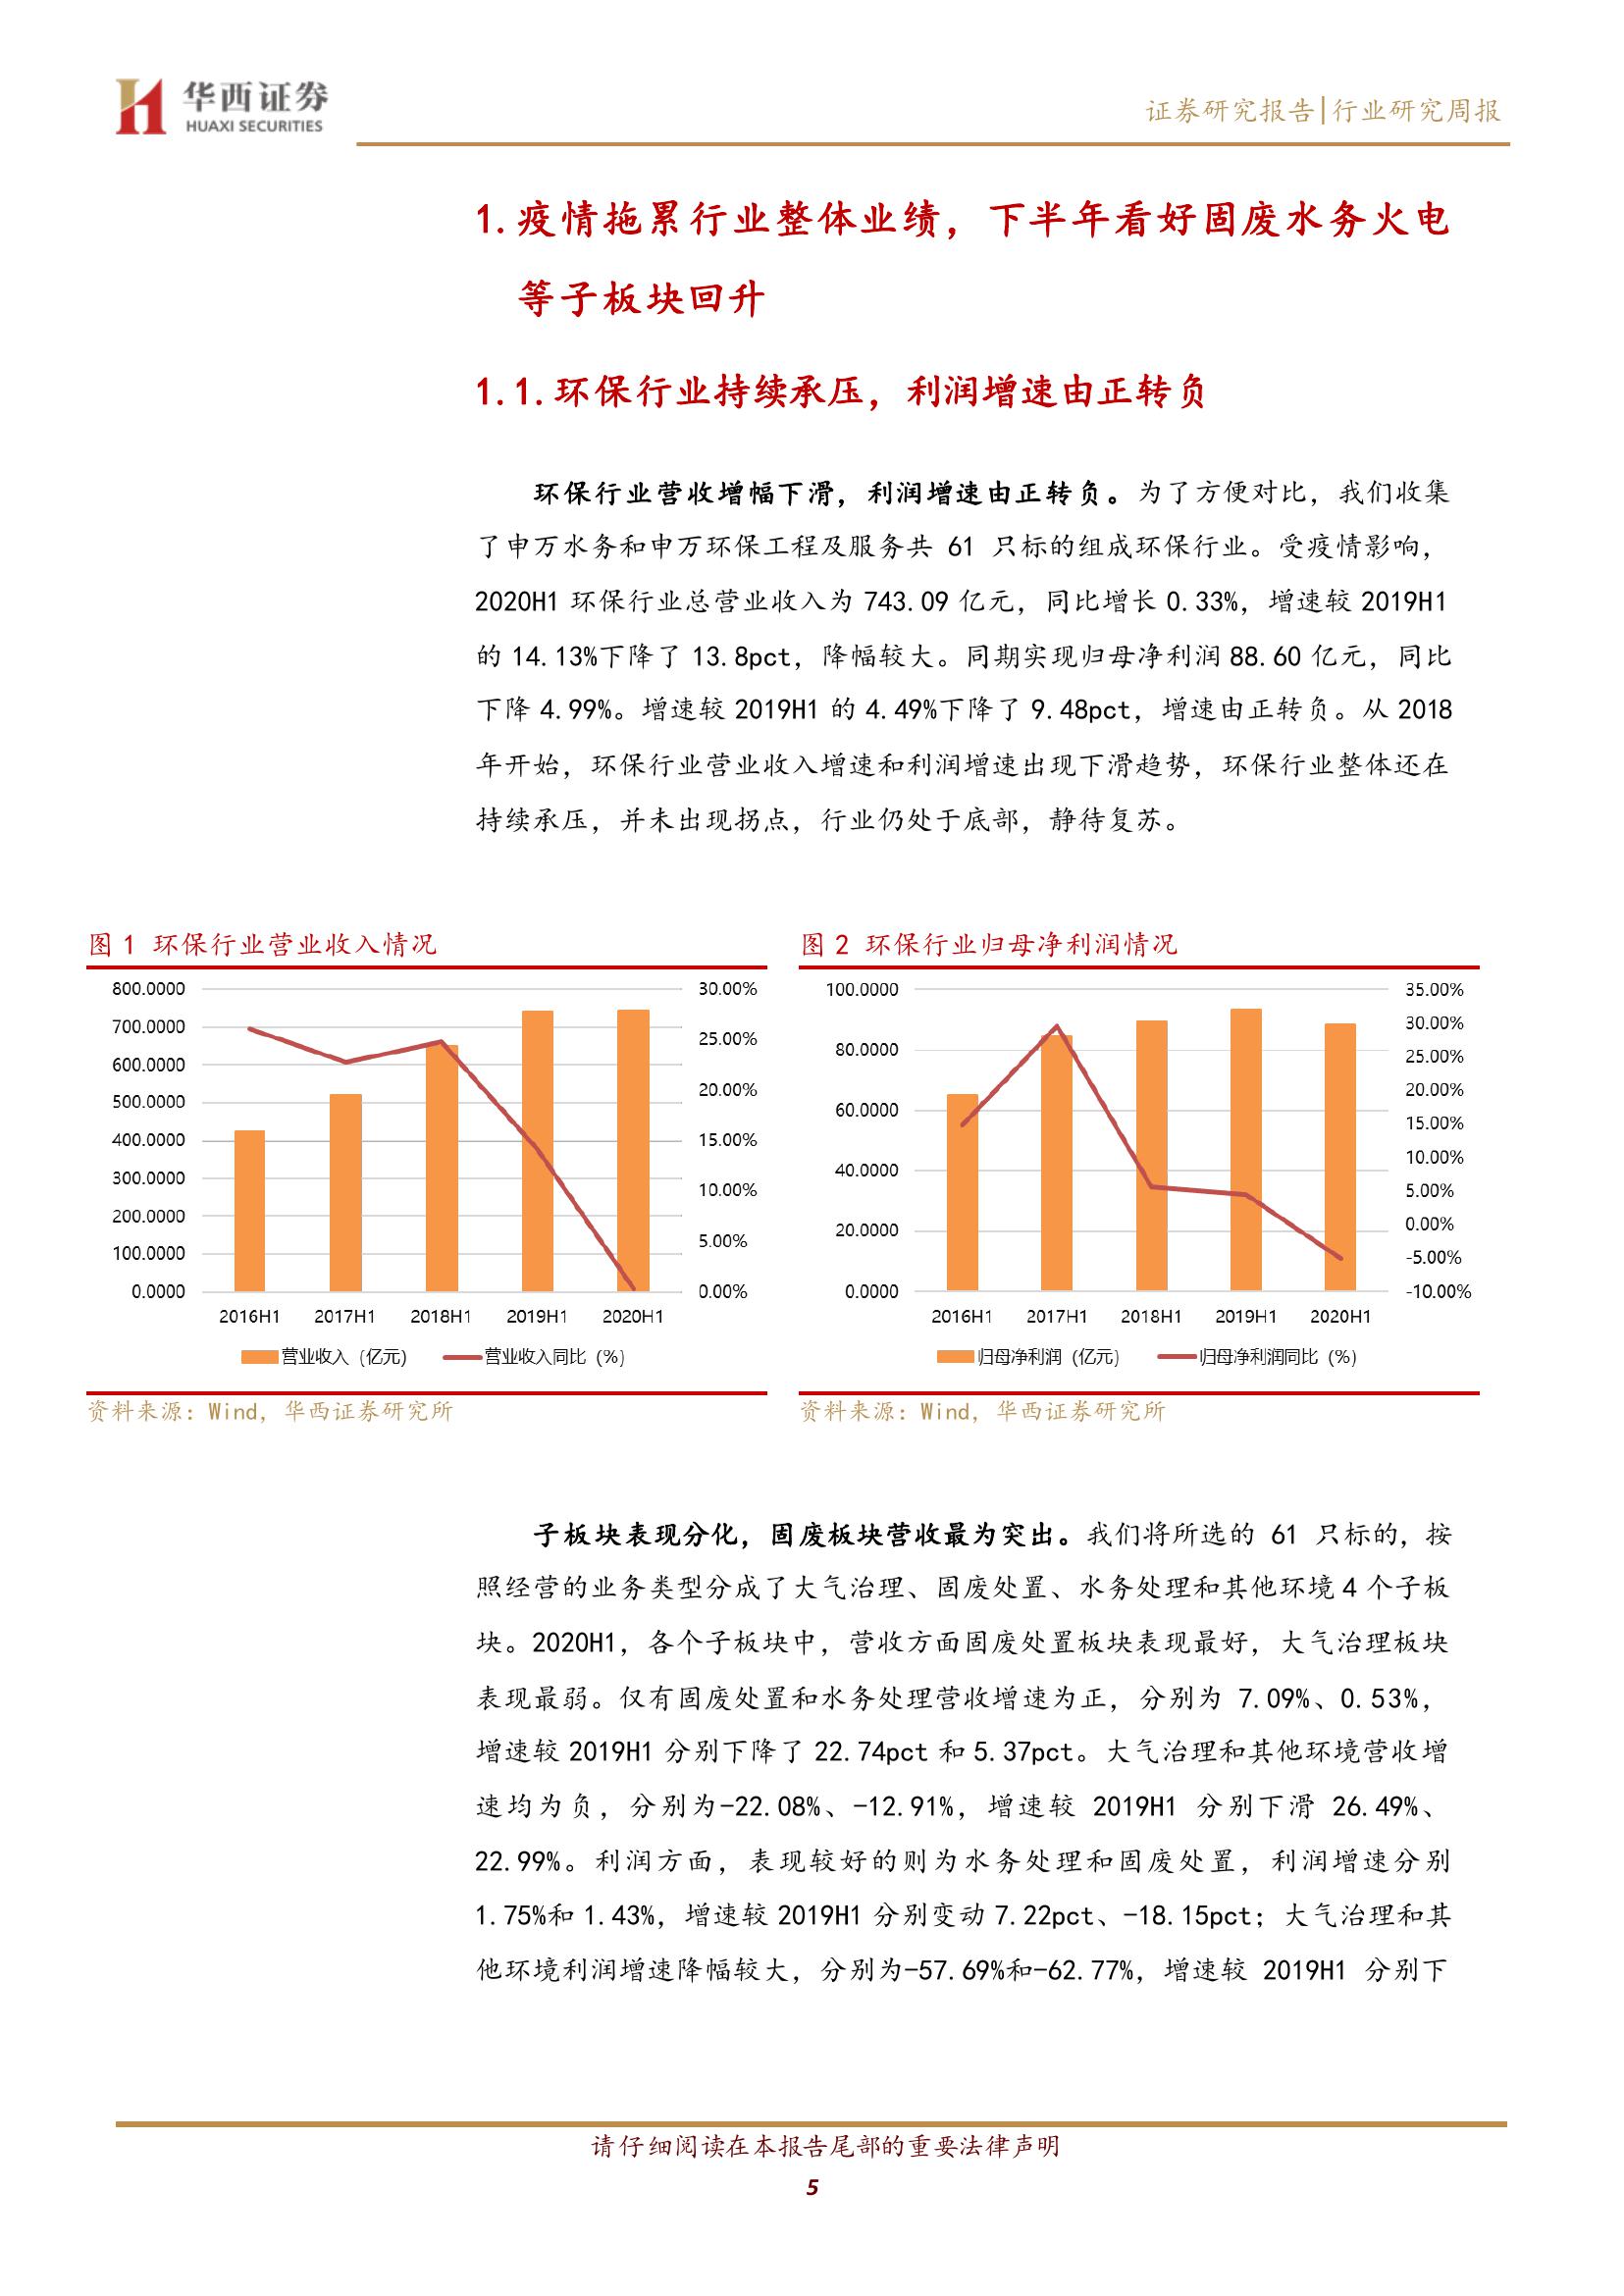 华西证券
HUAXI SECURITIES
证券研究报告|行业研究周报
1.疫情拖累行业整体业绩，下半年看好固废水务火电
等子板块回升
1.1.环保行业持续承压，利润增速由正转负
环保行业营收增幅下滑，利润增速由正转负。为了方便对比，我们收集
了申万水务和申万环保工程及服务共 61 只标的组成环保行业。受疫情影响，
2020H1 环保行业总营业收入为 743.09 亿元，同比增长 0.33%，增速较 2019H1
的 14.13%下降了 13.8pct，降幅较大。同期实现归母净利润 88.60 亿元，同比
下降 4.99%。增速较 2019H1 的 4.49%下降了 9.48pct，增速由正转负。从 2018
年开始，环保行业营业收入增速和利润增速出现下滑趋势，环保行业整体还在
持续承压，并未出现拐点，行业仍处于底部，静待复苏。
图 1 环保行业营业收入情况
800.0000
700.0000
600.0000
500.0000
400.0000
300.0000
200.0000
100.0000
0.0000
30.00%
25.00%
20.00%
15.00%
10.00%
5.00%
0.00%
2016H1 2017H1 2018H1 2019H1 2020H1
营业收入（亿元） 营业收入同比（%）
资料来源：Wind，华西证券研究所
图 2 环保行业归母净利润情况
100.0000
80.0000
60.0000
40.0000
20.0000
0.0000
35.00%
30.00%
25.00%
20.00%
15.00%
10.00%
5.00%
0.00%
-5.00%
-10.00%
2016H1 2017H1 2018H1 2019H1 2020H1
归母净利润（亿元） 归母净利润同比（%）
资料来源：Wind，华西证券研究所
子板块表现分化，固废板块营收最为突出。我们将所选的 61 只标的，按
照经营的业务类型分成了大气治理、固废处置、水务处理和其他环境 4 个子板
块。2020H1，各个子板块中，营收方面固废处置板块表现最好，大气治理板块
表现最弱。仅有固废处置和水务处理营收增速为正，分别为 7.09%、0.53%，
增速较 2019H1 分别下降了 22.74pct 和 5.37pct。大气治理和其他环境营收增
速均为负，分别为-22.08%、-12.91%，增速较 2019H1 分别下滑 26.49%、
22.99%。利润方面，表现较好的则为水务处理和固废处置，利润增速分别
1.75%和 1.43%，增速较 2019H1 分别变动 7.22pct、-18.15pct；大气治理和其
他环境利润增速降幅较大，分别为-57.69%和-62.77%，增速较 2019H1 分别下
请仔细阅读在本报告尾部的重要法律声明
5